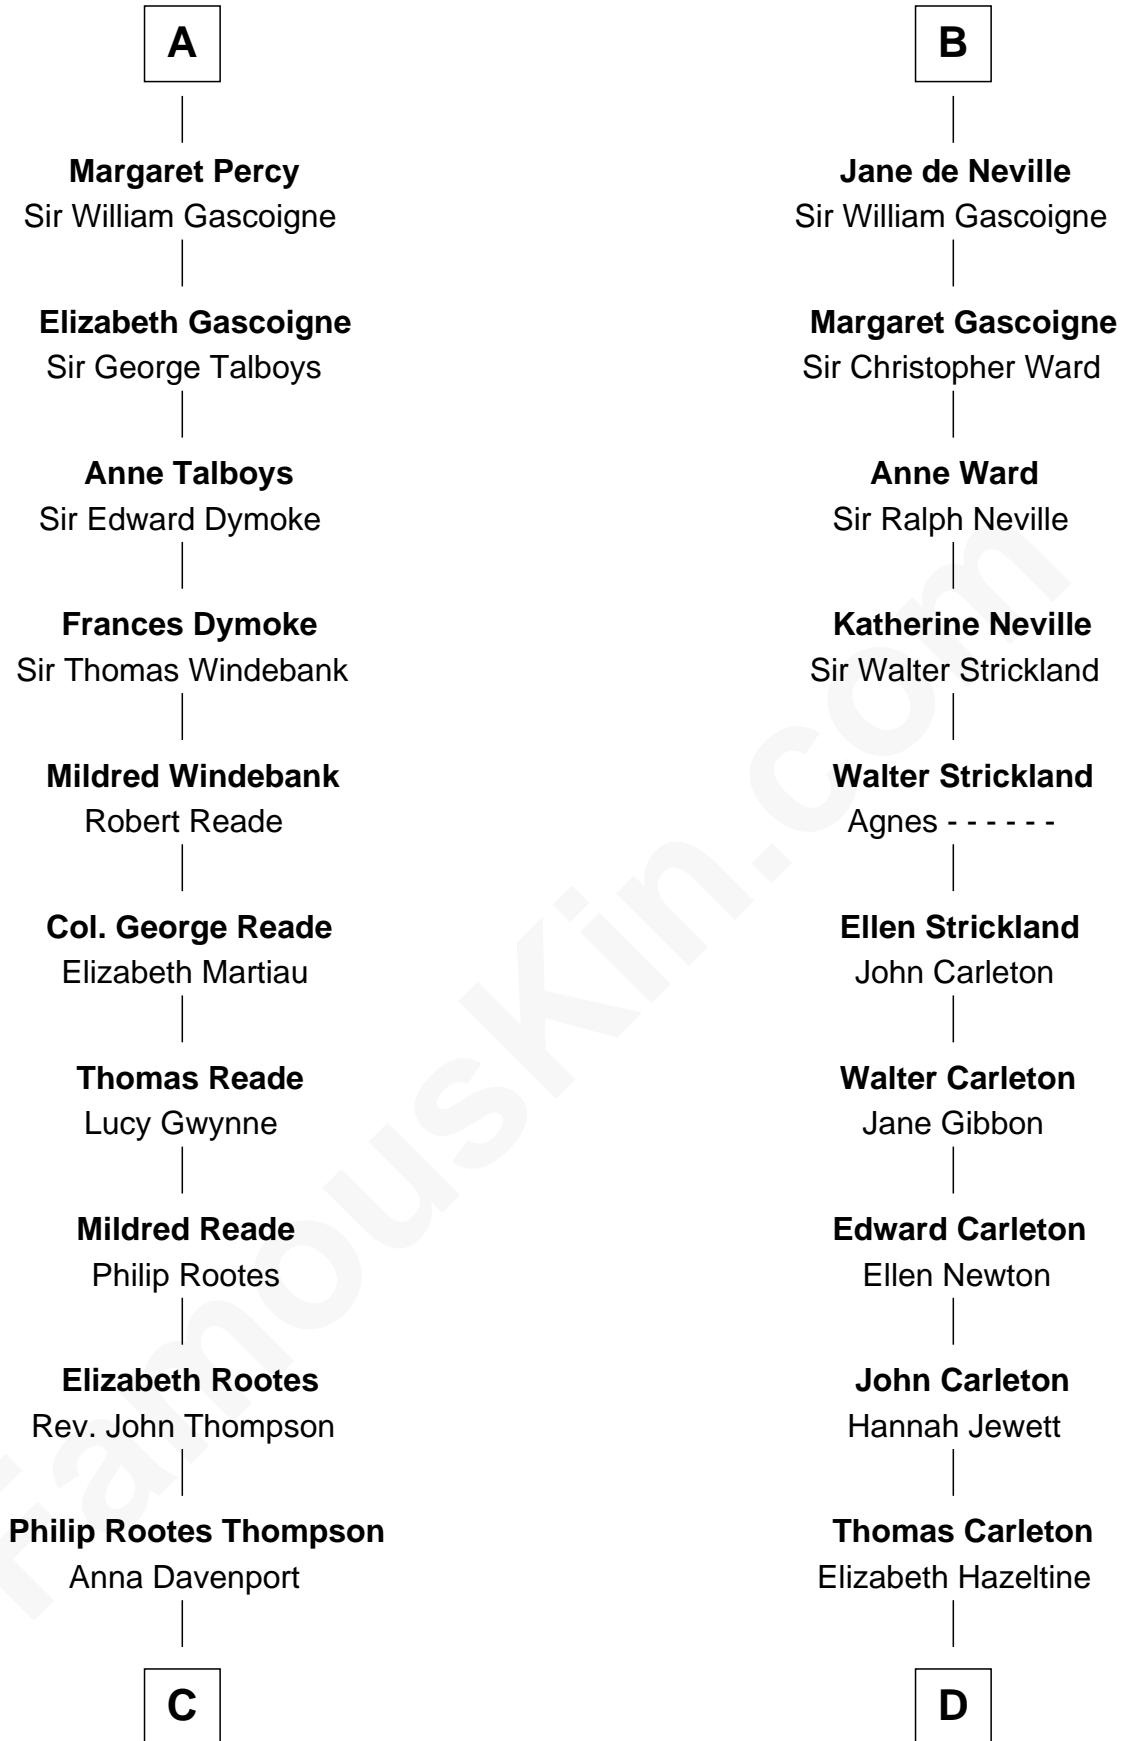 A
Margaret Percy
Sir William Gascoigne
Elizabeth Gascoigne
Sir George Talboys
Anne Talboys
Sir Edward Dymoke
Frances Dymoke
Sir Thomas Windebank
Mildred Windebank
Robert Reade
Col. George Reade
Elizabeth Martiau
Thomas Reade
Lucy Gwynne
Mildred Reade
Philip Rootes
Elizabeth Rootes
Rev. John Thompson
Philip Rootes Thompson
Anna Davenport
C
B
Jane de Neville
Sir William Gascoigne
Margaret Gascoigne
Sir Christopher Ward
Anne Ward
Sir Ralph Neville
Katherine Neville
Sir Walter Strickland
Walter Strickland
Agnes - - - - - -
Ellen Strickland
John Carleton
Walter Carleton
Jane Gibbon
Edward Carleton
Ellen Newton
John Carleton
Hannah Jewett
Thomas Carleton
Elizabeth Hazeltine
D
FamousKin.com